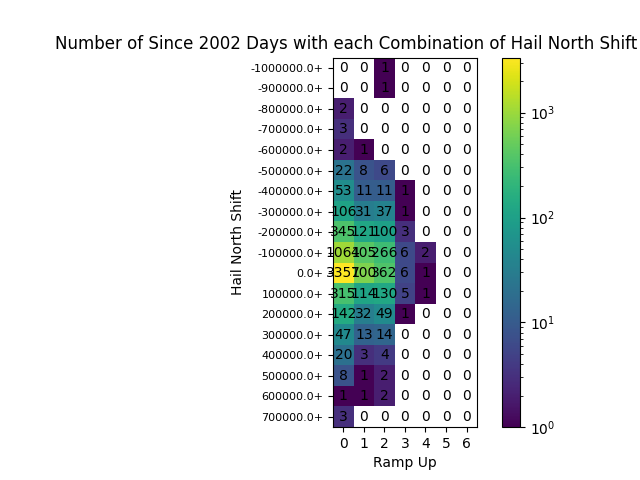 Number of Since 2002 Days with each Combination of Hail North Shift
-1000000.0+ 0 0 1 0 0 0 0
-900000.0+ 0 0 1 0 0 0 0
-800000.0+ 2 0 0 0 0 0 0
-700000.0+ 3 0 0 0 0 0 0
-600000.0+ 2 1 0 0 0 0 0
-500000.0+ 22 8 6 0 0 0 0
-400000.0+ 53 11 11 1 0 0 0
-300000.0+ 106 31 37 1 0 0 0
-200000.0+ 345 121 100 3 0 0 0
-100000.0+ 1064 405 266 6 2 0 0
0.0+ 3357 700 362 6 1 0 0
100000.0+ 315 114 130 5 1 0 0
200000.0+ 142 32 49 1 0 0 0
300000.0+ 47 13 14 0 0 0 0
400000.0+ 20 3 4 0 0 0 0
500000.0+ 8 1 2 0 0 0 0
600000.0+ 1 1 2 0 0 0 0
700000.0+ 3 0 0 0 0 0 0
0 1 2 3 4 5 6
Ramp Up
Hail North Shift
10³
10²
10¹
10⁰